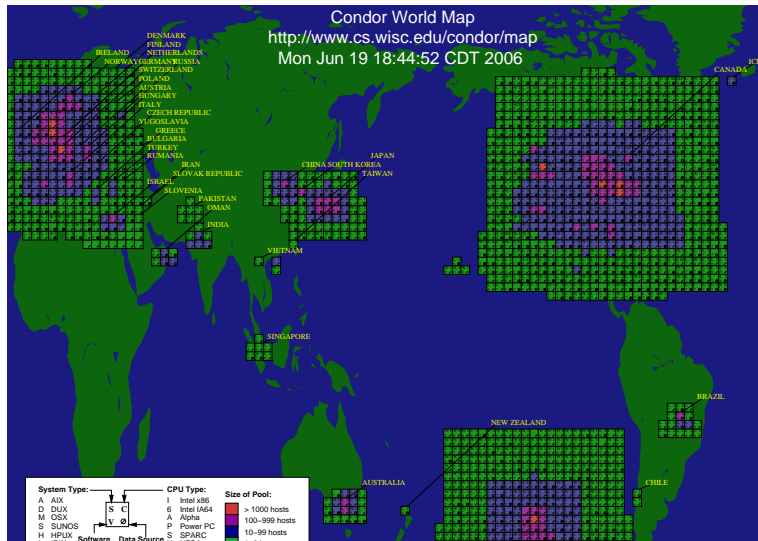 Condor World Map
http://www.cs.wisc.edu/condor/map
Mon Jun 19 18:44:52 CDT 2006
DENMARK
FINLAND
IRELAND
NETHERLANDS
NORWAY
GERMANY
RUSSIA
SWITZERLAND
POLAND
AUSTRIA
HUNGARY
ITALY
CZECH REPUBLIC
YUGOSLAVIA
GREECE
BULGARIA
TURKEY
RUMANIA
IRAN
SLOVAK REPUBLIC
ISRAEL
SLOVENIA
PAKISTAN
OMAN
INDIA
JAPAN
CHINA
SOUTH KOREA
TAIWAN
VIETNAM
SINGAPORE
CANADA
BRAZIL
NEW ZEALAND
AUSTRALIA
CHILE
System Type:
A AIX
D DUX
M OSX
S SUNOS
H HPUX
S C
V Ø
Software Data Source
CPU Type:
I Intel x86
6 Intel IA64
A Alpha
P Power PC
S SPARC
Size of Pool:
> 1000 hosts
100-999 hosts
10-99 hosts